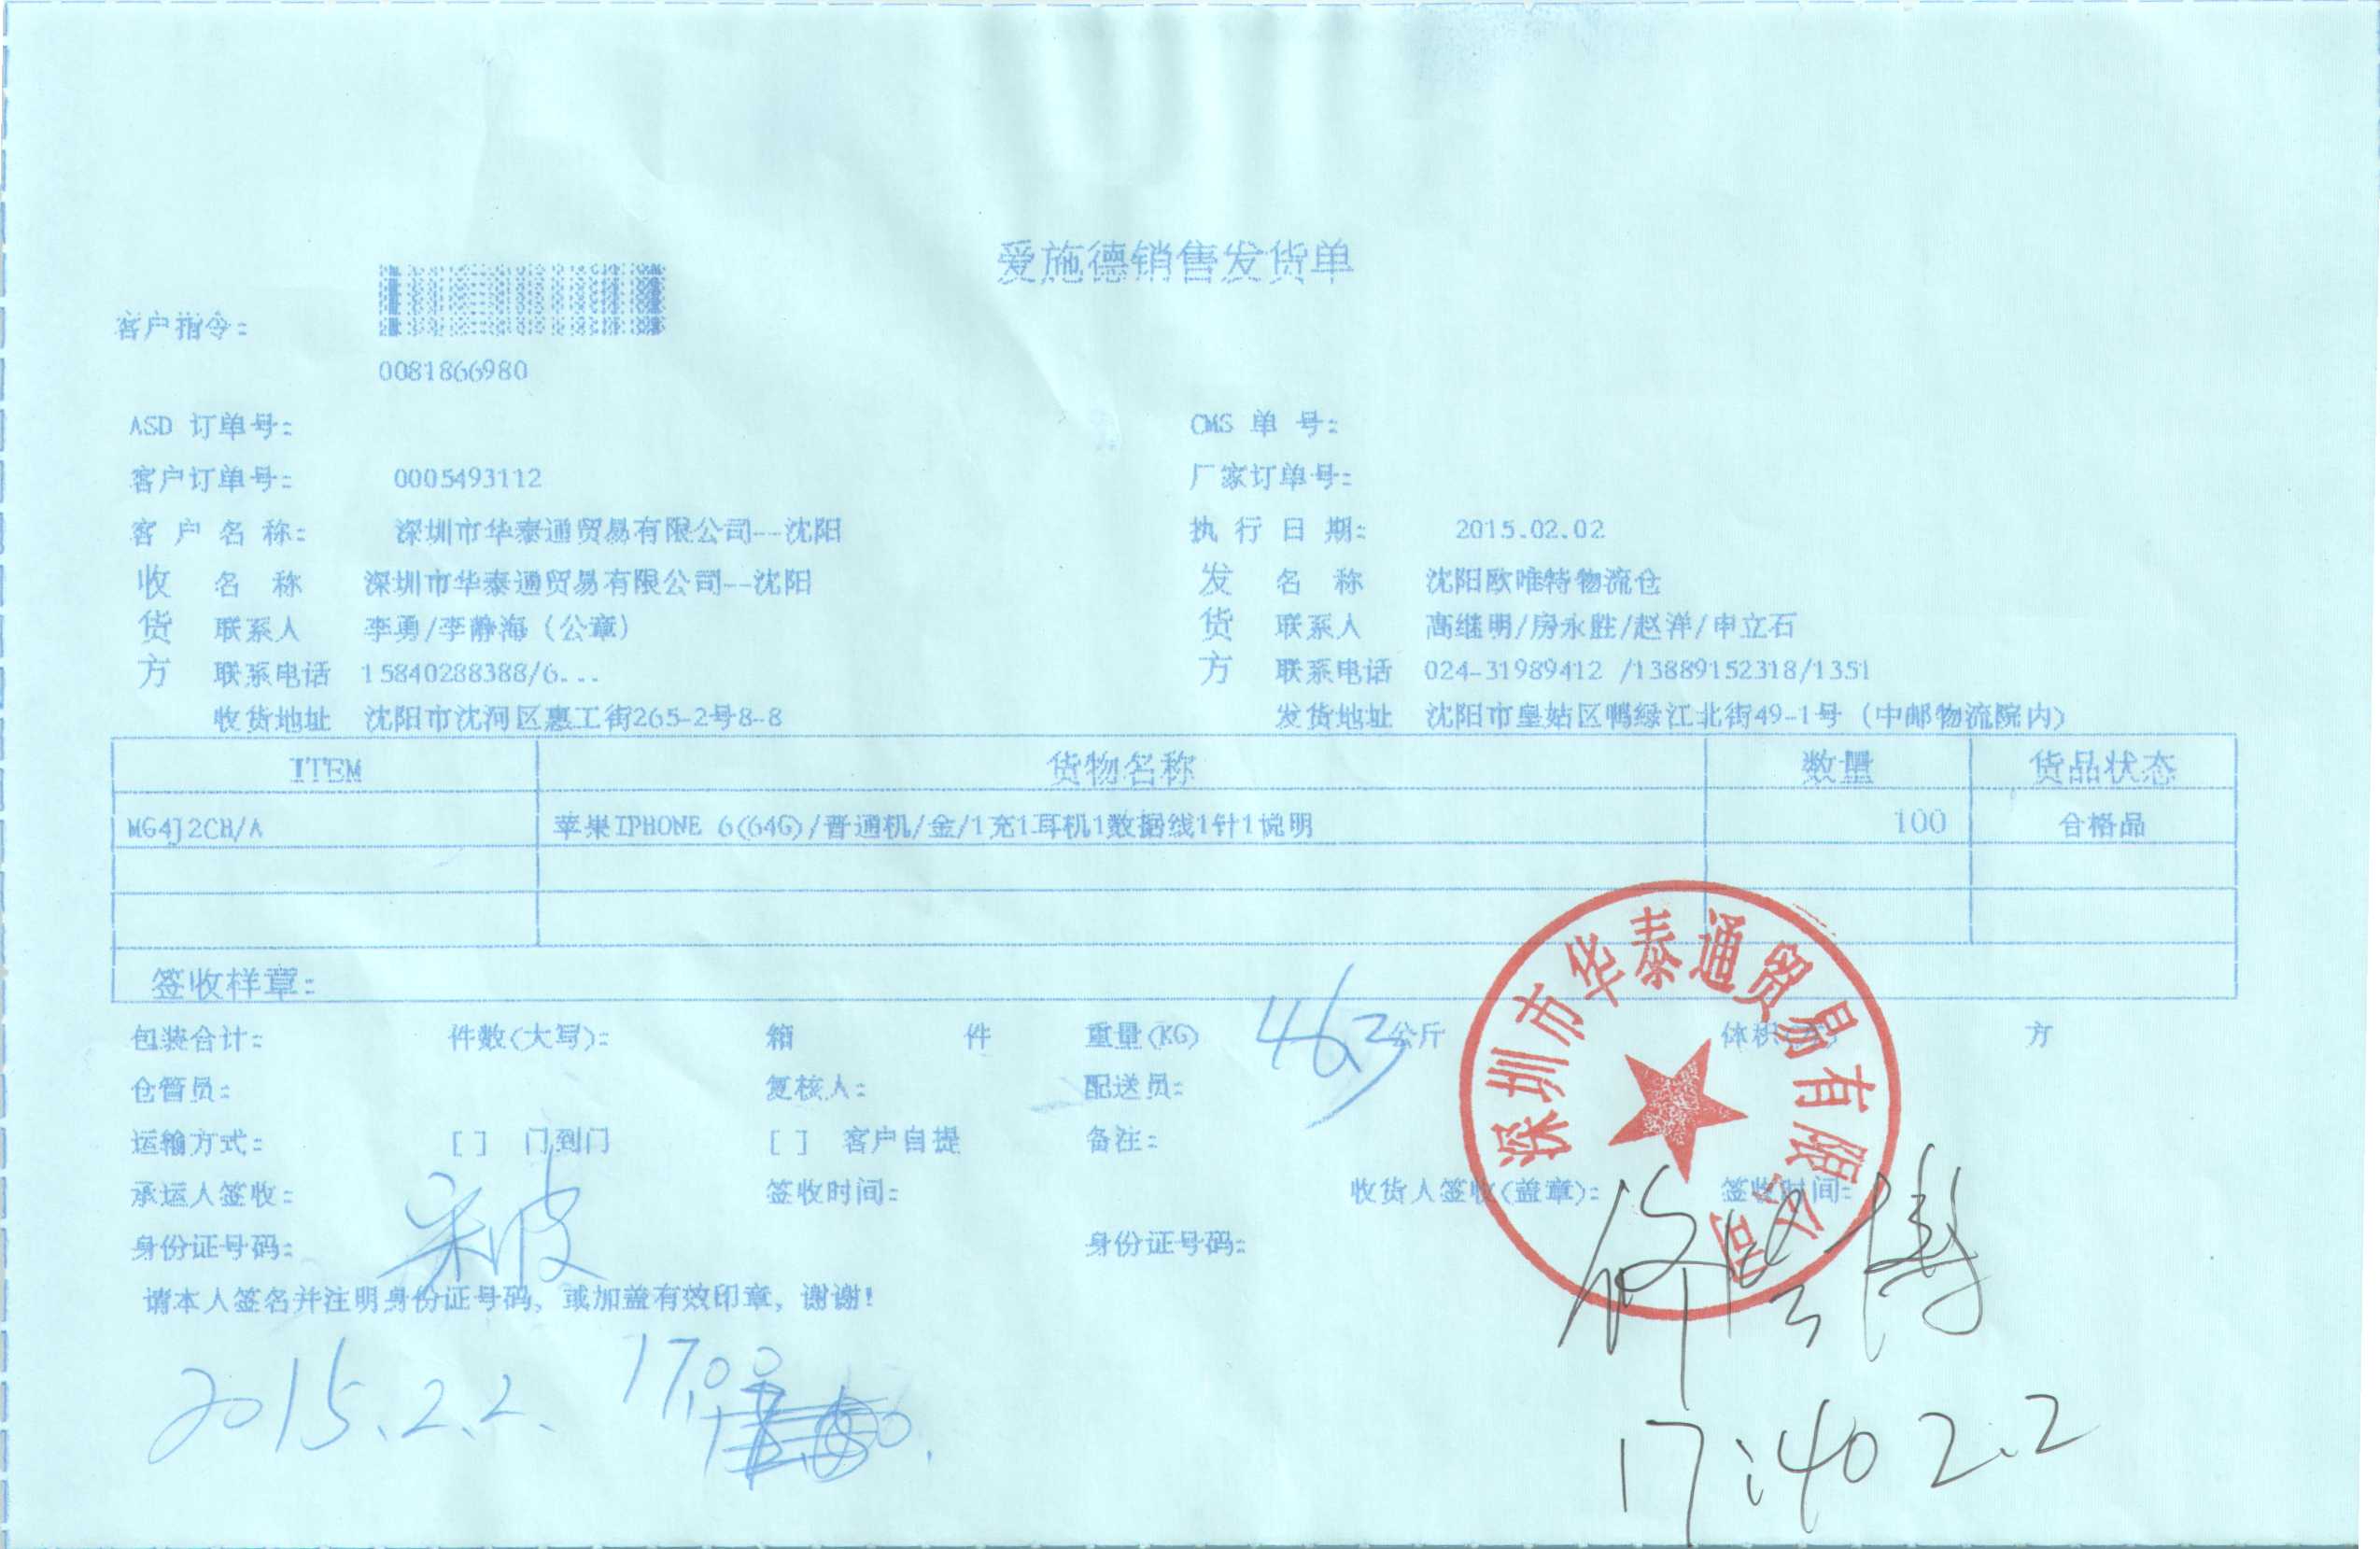 爱施德销售发货单
客户指令:
0081866980
ASD 订单号: CMS 单 号:
客户订单号: 0005493112 厂家订单号:
客 户 名 称: 深圳市华泰通贸易有限公司--沈阳 执 行 日 期: 2015.02.02
收 名 称 深圳市华泰通贸易有限公司--沈阳 发 名 称 沈阳欧唯特物流仓
货 联系人 李勇/李静海 (公章) 货 联系人 高继明/房永胜/赵洋/申立石
方 联系电话 15840288388/6... 方 联系电话 024-31989412 /13889152318/1351
收货地址 沈阳市沈河区惠工街265-2号8-8 发货地址 沈阳市皇姑区鸭绿江北街49-1号 (中邮物流院内)
ITEM 货物名称 数量 货品状态
MG4J2CH/A 苹果IPHONE 6(64G)/普通机/金/1充1耳机1数据线1针1说明 100 合格品
签收样章:
深圳市华泰通贸易有限公司
包装合计: 件数(大写): 箱 件 重量(KG) 46.3 公斤 体积 方
仓管员: 复核人: 配送员:
运输方式: [ ] 门到门 [ ] 客户自提 备注:
承运人签收: 宋波 签收时间: 收货人签收(盖章): 签收时间:
身份证号码: 身份证号码:
请本人签名并注明身份证号码, 或加盖有效印章, 谢谢!
2015.2.2. 17:00
17:40 2.2